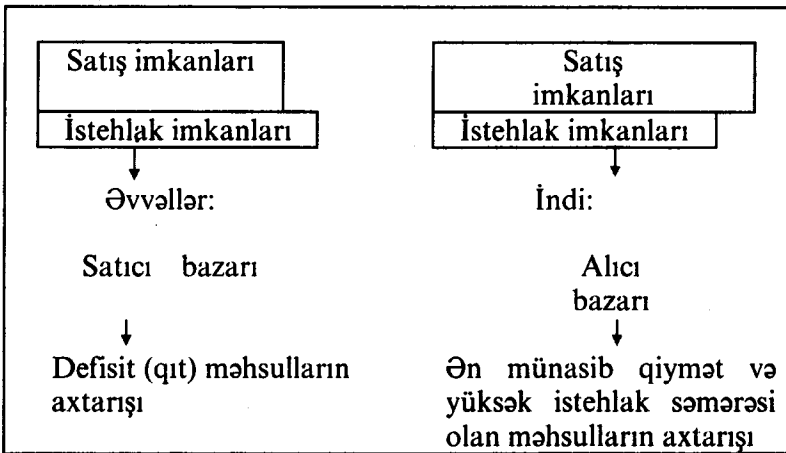 Satış imkanları
İstehlak imkanları
Əvvəllər:
Satıcı bazarı
Defisit (qıt) məhsulların
axtarışı
Satış
imkanları
İstehlak imkanları
İndi:
Alıcı
bazarı
Ən münasib qiymət və
yüksək istehlak səmərəsi
olan məhsulların axtarışı